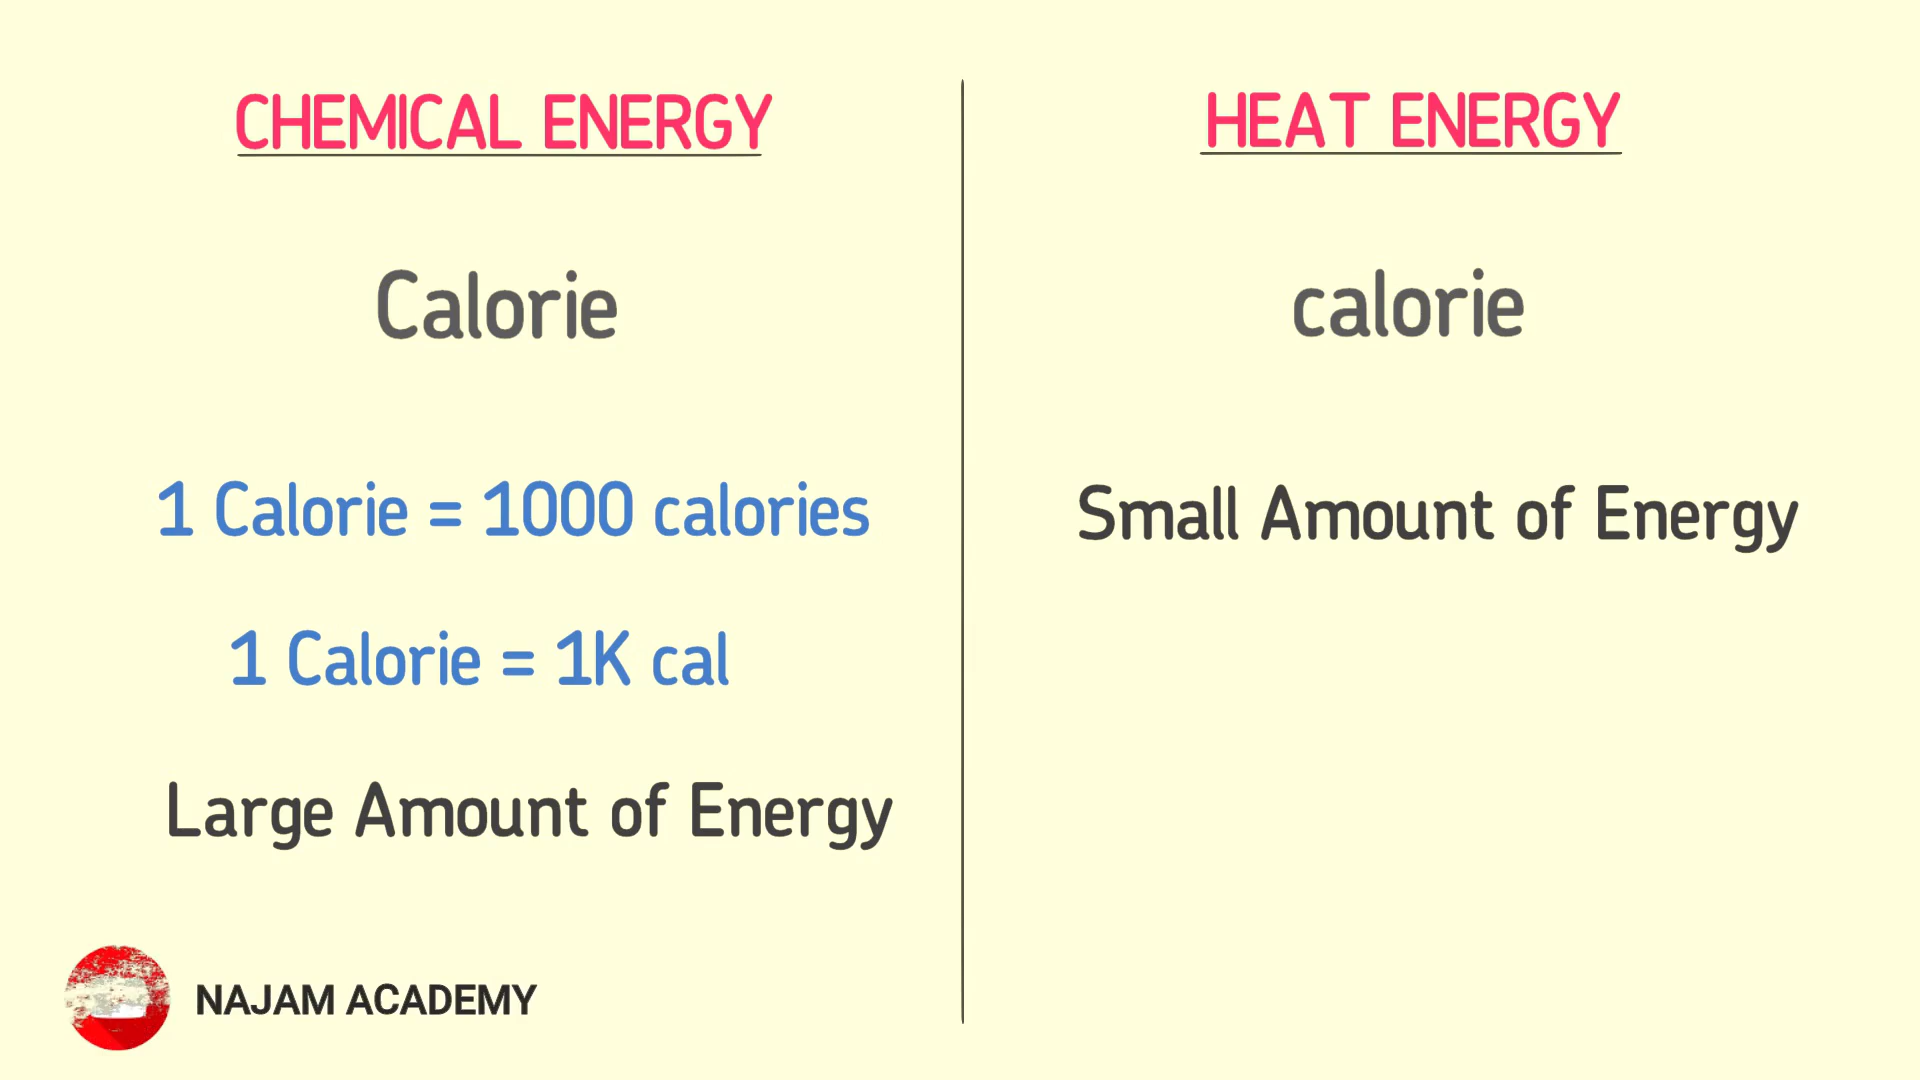 CHEMICAL ENERGY
Calorie
1 Calorie = 1000 calories
1 Calorie = 1K cal
Large Amount of Energy
HEAT ENERGY
calorie
Small Amount of Energy
NAJAM ACADEMY